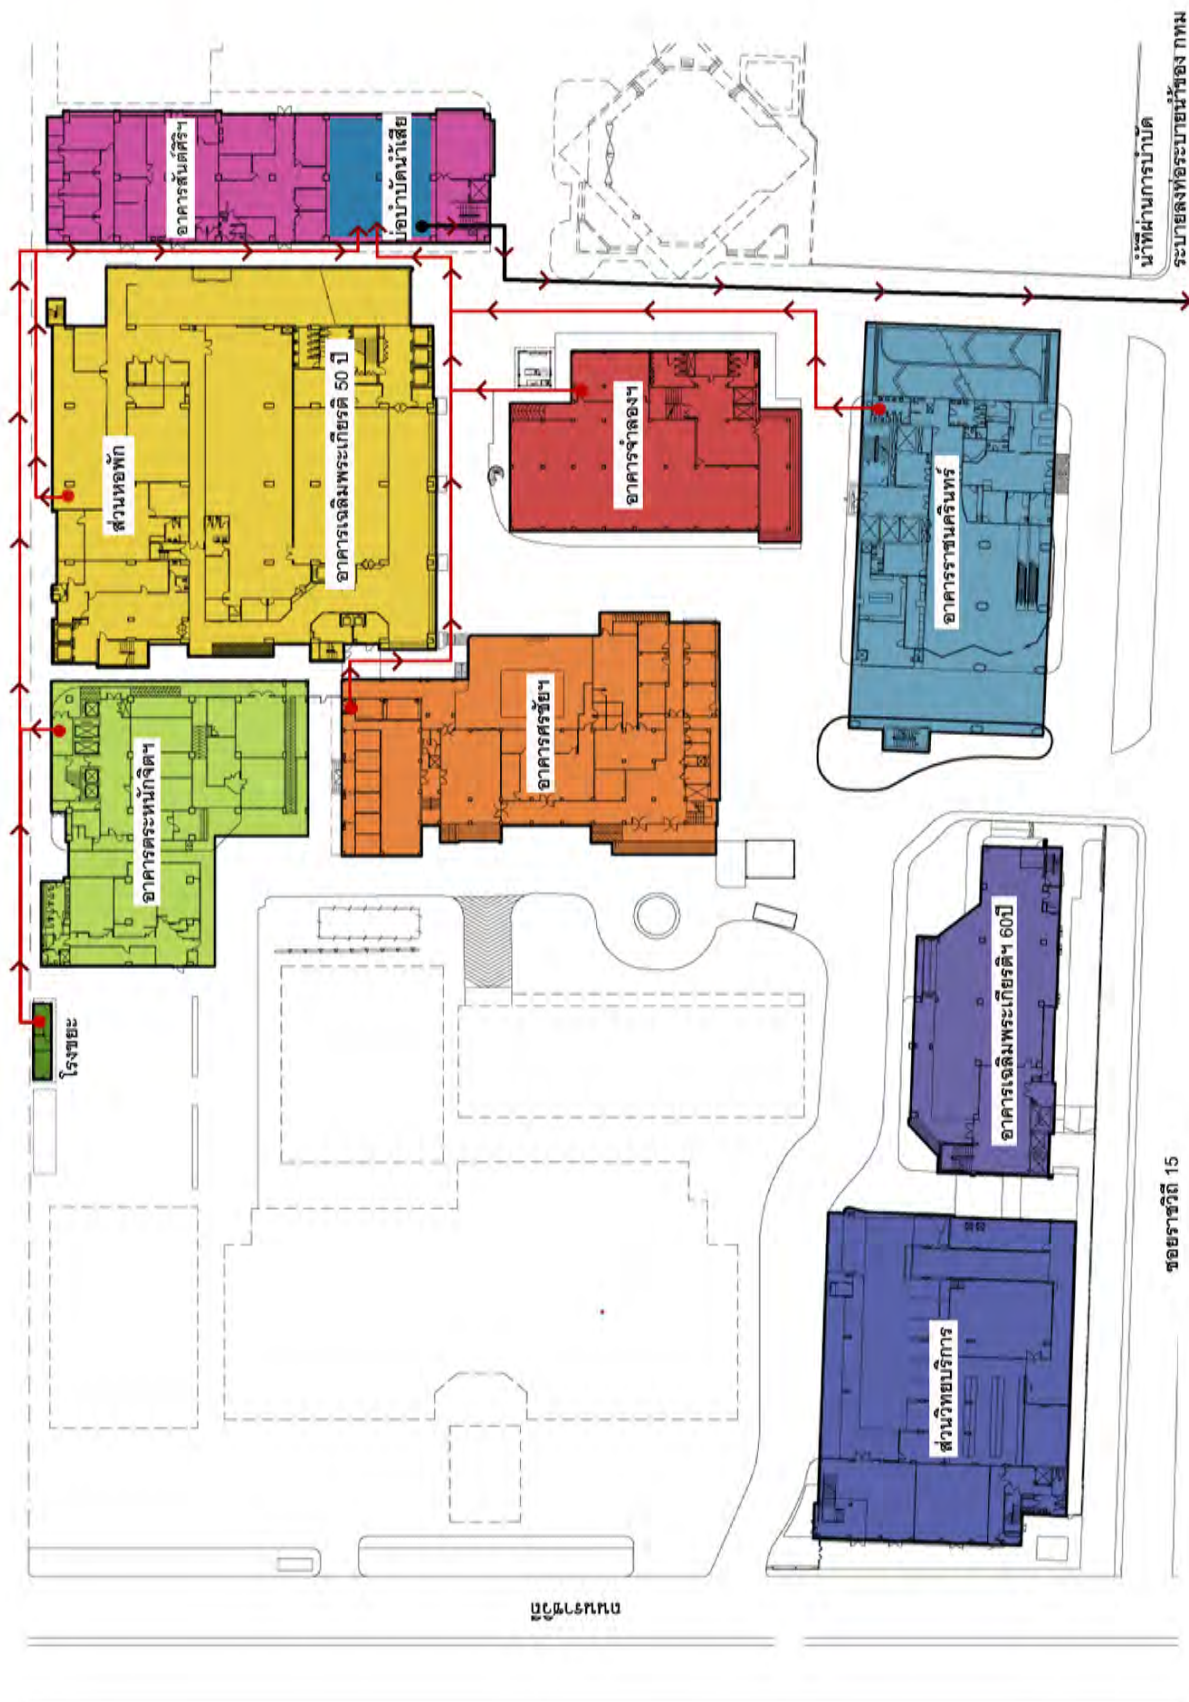 อาคารสันต์ศิริฯ
บ่อบำบัดน้ำเสีย
ส่วนหอพัก
อาคารเฉลิมพระเกียรติ 50 ปี
อาคารจำลองฯ
อาคารราชนครินทร์
อาคารตระหนักจิตฯ
อาคารศรชัยฯ
โรงขยะ
อาคารเฉลิมพระเกียรติฯ 60ปี
ส่วนวิทยบริการ
ซอยราชวิถี 15
ถนนราชวิถี
น้ำที่ผ่านการบำบัด
ระบายลงท่อระบายน้ำของ กทม